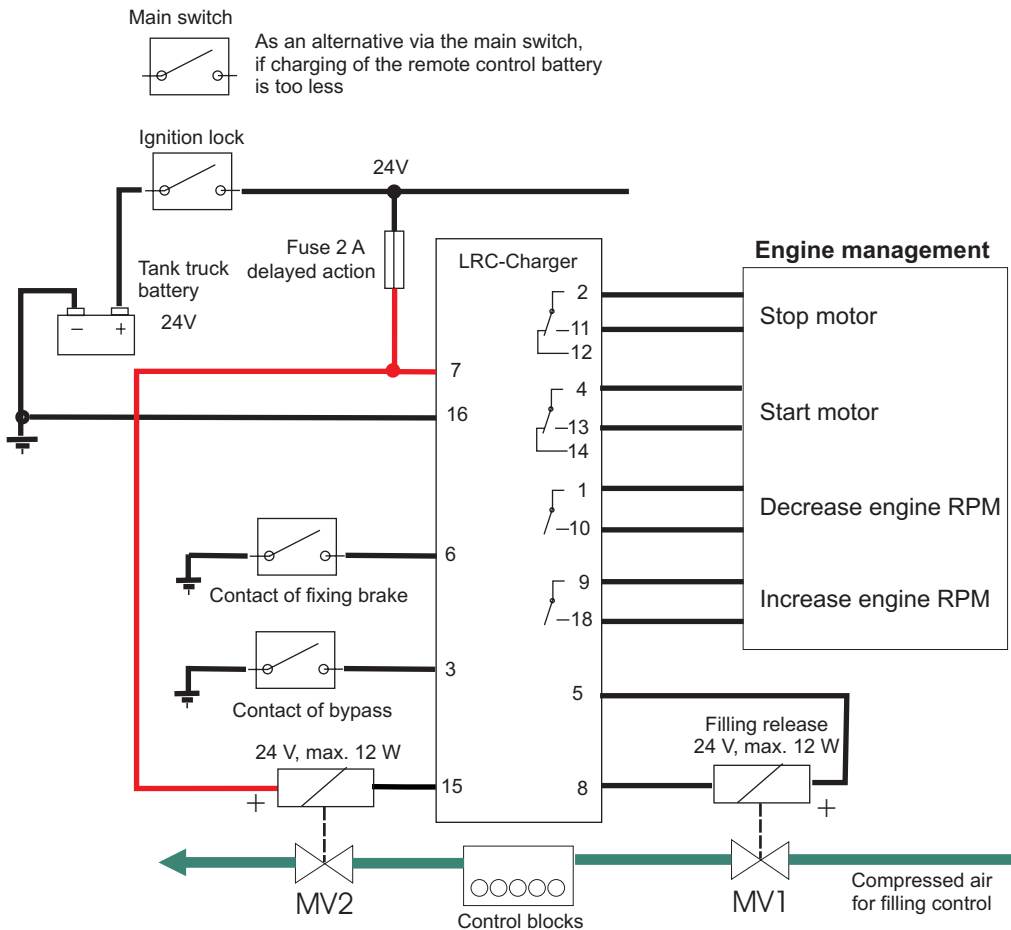 Main switch
As an alternative via the main switch,
if charging of the remote control battery
is too less
Ignition lock
24V
Fuse 2 A
delayed action
LRC-Charger
Engine management
Tank truck
battery
24V
– +
2
11
12
Stop motor
7
16
4
13
14
Start motor
1
10
Decrease engine RPM
6
Contact of fixing brake
9
18
Increase engine RPM
3
Contact of bypass
5
Filling release
24 V, max. 12 W
24 V, max. 12 W
+
15
8
+
MV2
Control blocks
MV1
Compressed air
for filling control